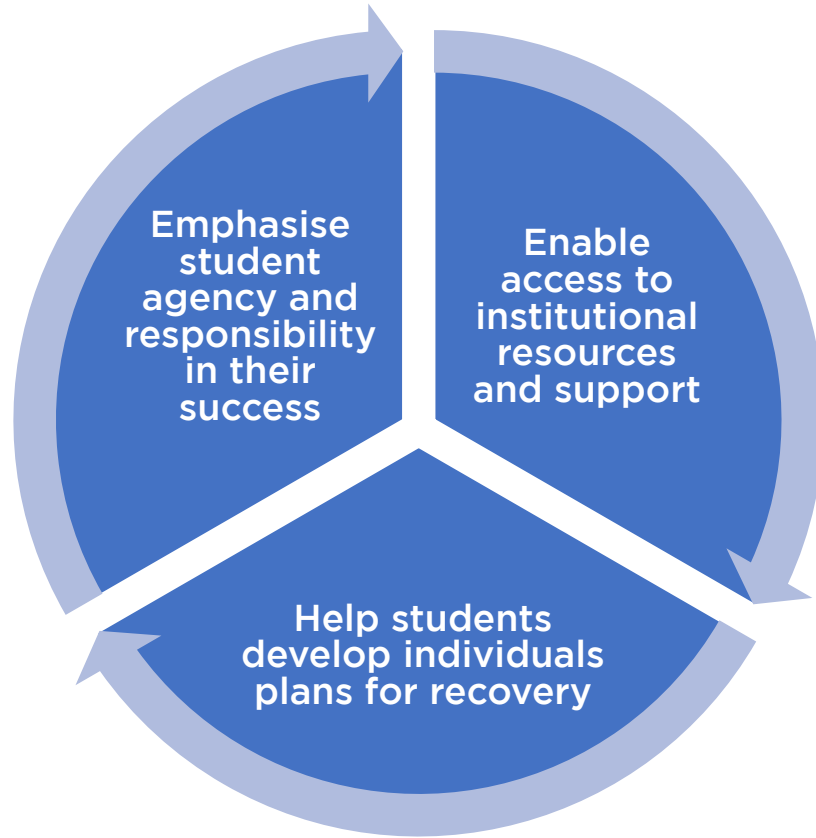 Emphasise
student
agency and
responsibility
in their
success
Enable
access to
institutional
resources
and support
Help students
develop individuals
plans for recovery